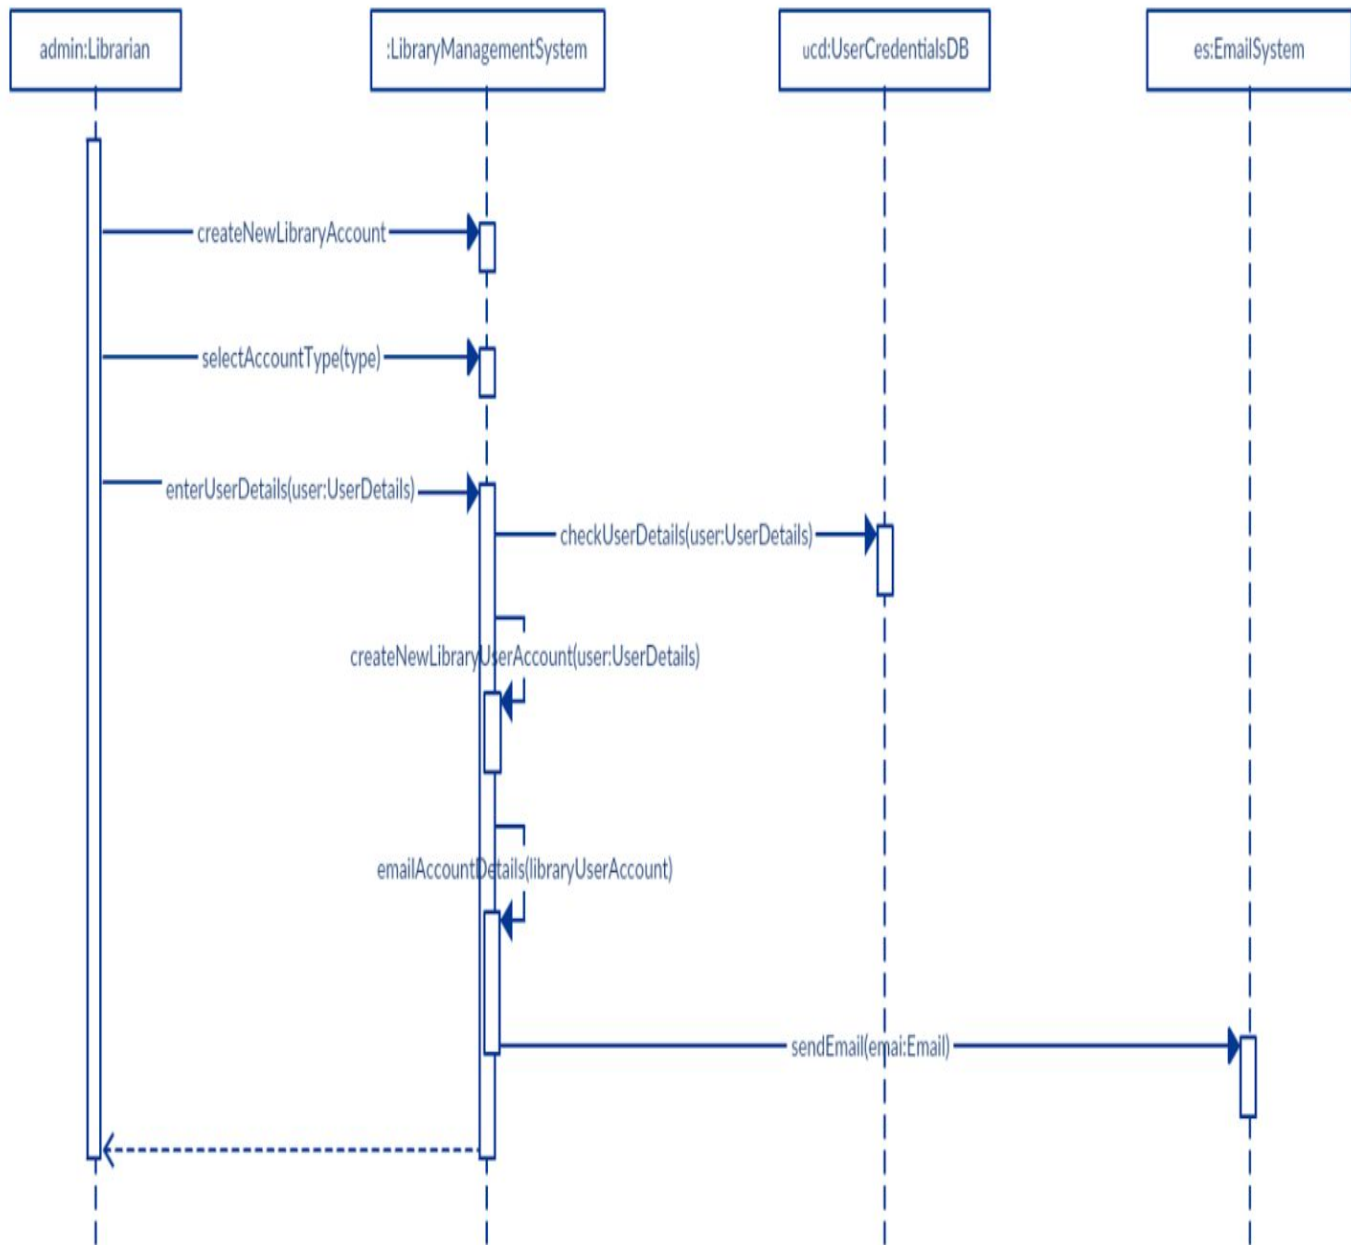 admin:Librarian
:LibraryManagementSystem
ucd:UserCredentialsDB
es:EmailSystem
createNewLibraryAccount
selectAccountType(type)
enterUserDetails(user:UserDetails)
checkUserDetails(user:UserDetails)
createNewLibraryUserAccount(user:UserDetails)
emailAccountDetails(libraryUserAccount)
sendEmail(emai:Email)